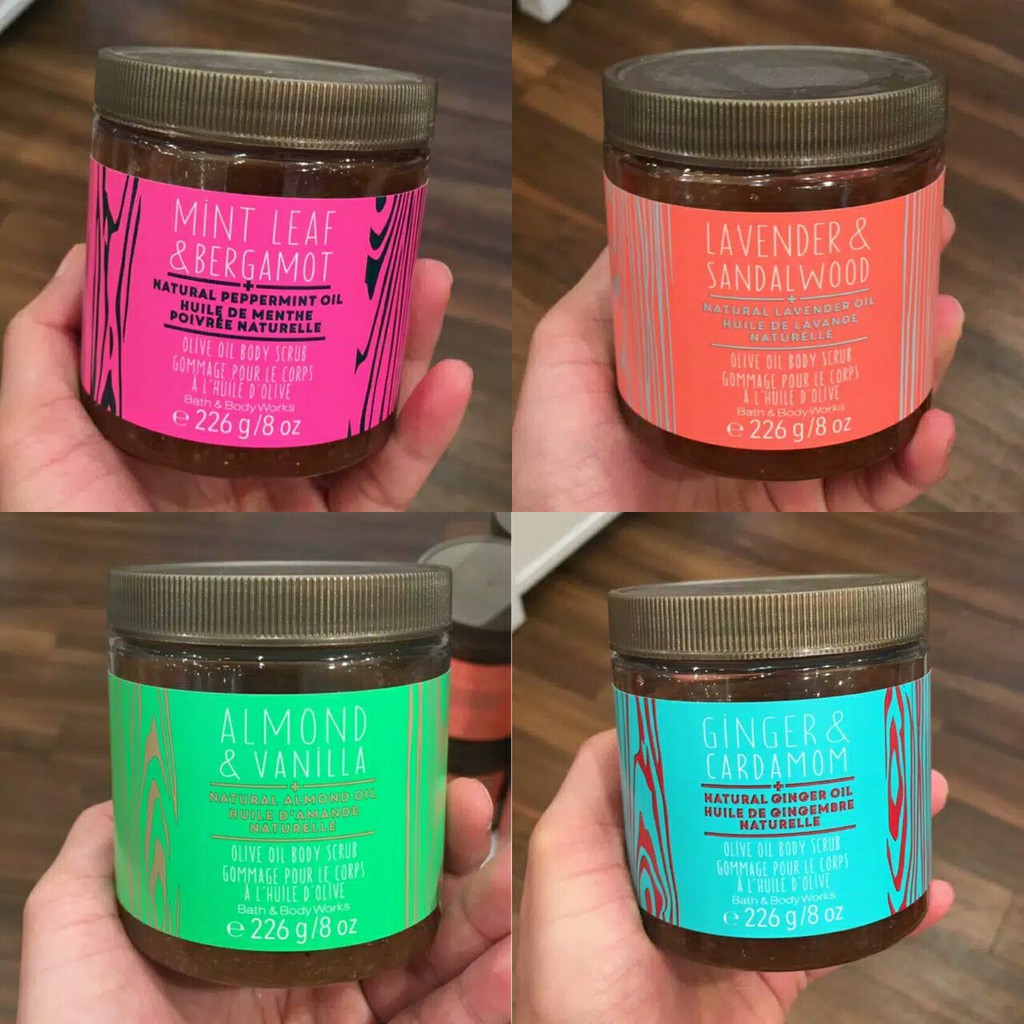 MINT LEAF
& BERGAMOT
NATURAL PEPPERMINT OIL
HUILE DE MENTHE
POIVRÉE NATURELLE
OLIVE OIL BODY SCRUB
GOMMAGE POUR LE CORPS
À L'HUILE D'OLIVE
Bath & Body Works
℮ 226 g/8 oz
LAVENDER &
SANDALWOOD
NATURAL LAVENDER OIL
HUILE DE LAVANDE
NATURELLE
OLIVE OIL BODY SCRUB
GOMMAGE POUR LE CORPS
À L'HUILE D'OLIVE
Bath & Body Works
℮ 226 g/8 oz
ALMOND
& VANILLA
NATURAL ALMOND OIL
HUILE D'AMANDE
NATURELLE
OLIVE OIL BODY SCRUB
GOMMAGE POUR LE CORPS
À L'HUILE D'OLIVE
Bath & Body Works
℮ 226 g/8 oz
GINGER &
CARDAMOM
NATURAL GINGER OIL
HUILE DE GINGEMBRE
NATURELLE
OLIVE OIL BODY SCRUB
GOMMAGE POUR LE CORPS
À L'HUILE D'OLIVE
Bath & Body Works
℮ 226 g/8 oz